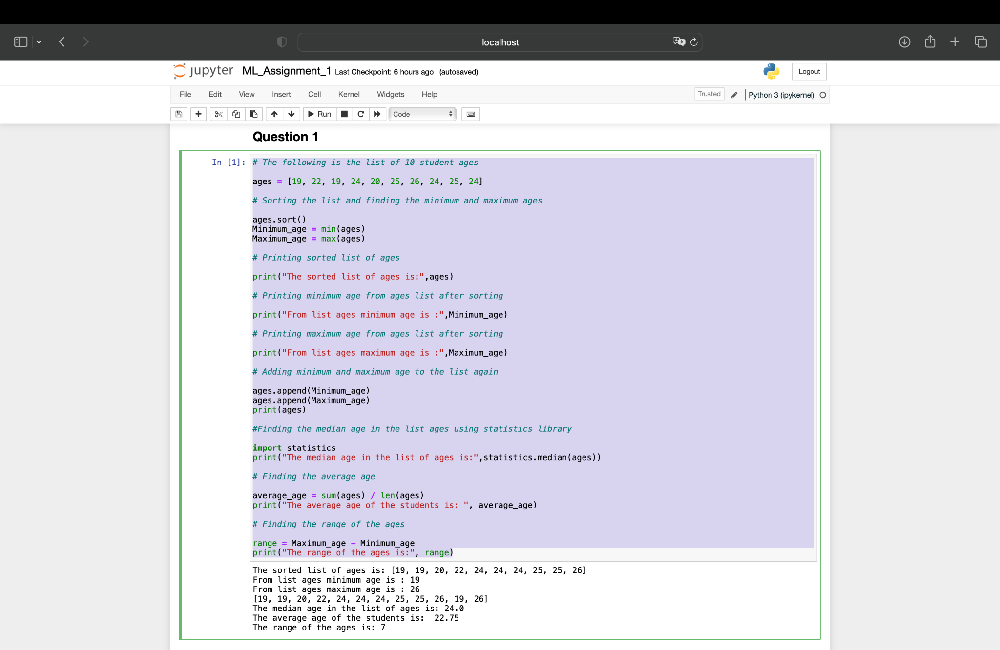 localhost
jupyter ML_Assignment_1 Last Checkpoint: 6 hours ago (autosaved)
Logout
File Edit View Insert Cell Kernel Widgets Help
Trusted
Python 3 (ipykernel)
Run
Code
Question 1
In [1]:
# The following is the list of 10 student ages
ages = [19, 22, 19, 24, 20, 25, 26, 24, 25, 24]
# Sorting the list and finding the minimum and maximum ages
ages.sort()
Minimum_age = min(ages)
Maximum_age = max(ages)
# Printing sorted list of ages
print("The sorted list of ages is:",ages)
# Printing minimum age from ages list after sorting
print("From list ages minimum age is :",Minimum_age)
# Printing maximum age from ages list after sorting
print("From list ages maximum age is :",Maximum_age)
# Adding minimum and maximum age to the list again
ages.append(Minimum_age)
ages.append(Maximum_age)
print(ages)
#Finding the median age in the list ages using statistics library
import statistics
print("The median age in the list of ages is:",statistics.median(ages))
# Finding the average age
average_age = sum(ages) / len(ages)
print("The average age of the students is: ", average_age)
# Finding the range of the ages
range = Maximum_age - Minimum_age
print("The range of the ages is:", range)
The sorted list of ages is: [19, 19, 20, 22, 24, 24, 24, 25, 25, 26]
From list ages minimum age is : 19
From list ages maximum age is : 26
[19, 19, 20, 22, 24, 24, 24, 25, 25, 26, 19, 26]
The median age in the list of ages is: 24.0
The average age of the students is:  22.75
The range of the ages is: 7